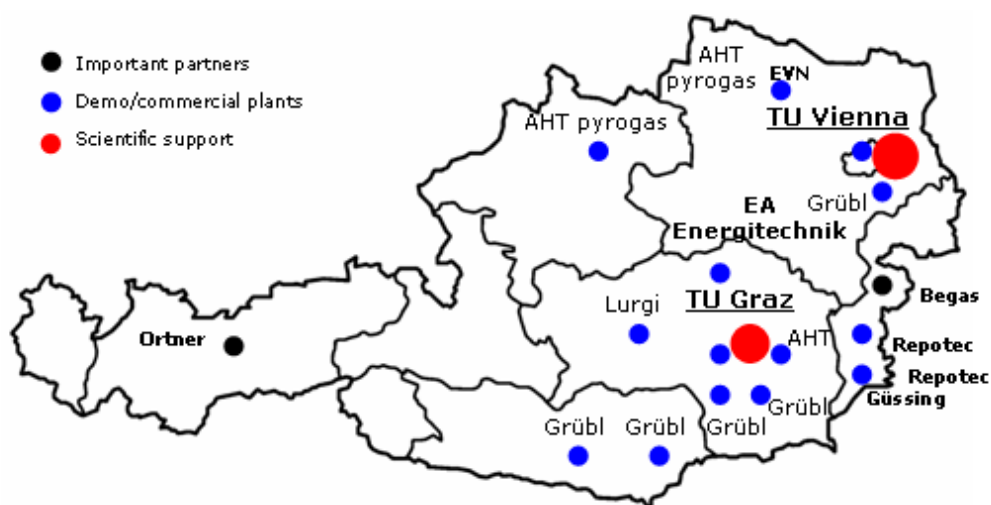 Important partners
Demo/commercial plants
Scientific support
AHT
pyrogas
EVN
AHT pyrogas
TU Vienna
Grübl
EA
Energitechnik
Lurgi
TU Graz
AHT
Begas
Ortner
Repotec
Repotec
Güssing
Grübl
Grübl
Grübl
Grübl